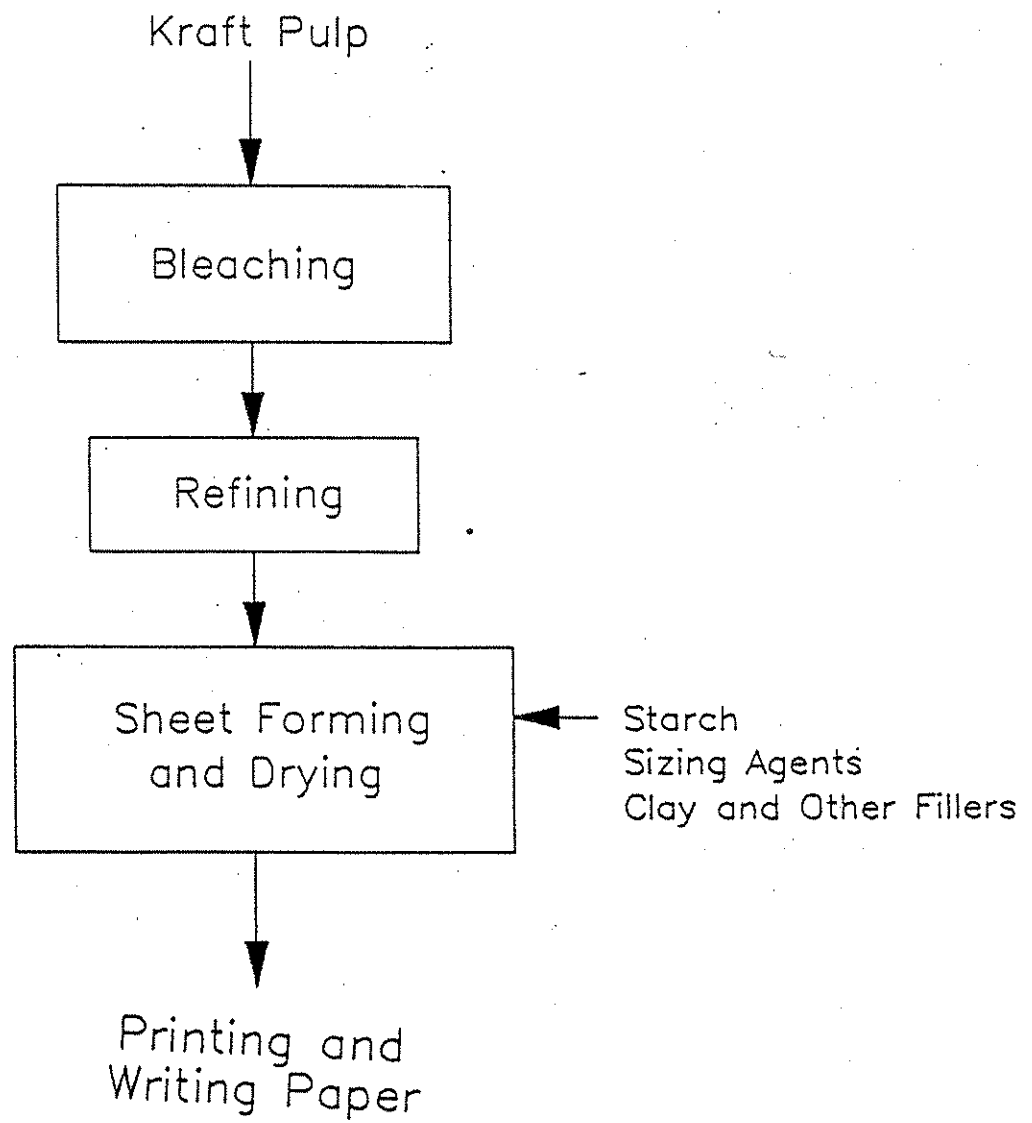 Kraft Pulp
Bleaching
Refining
Sheet Forming
and Drying
Starch
Sizing Agents
Clay and Other Fillers
Printing and
Writing Paper